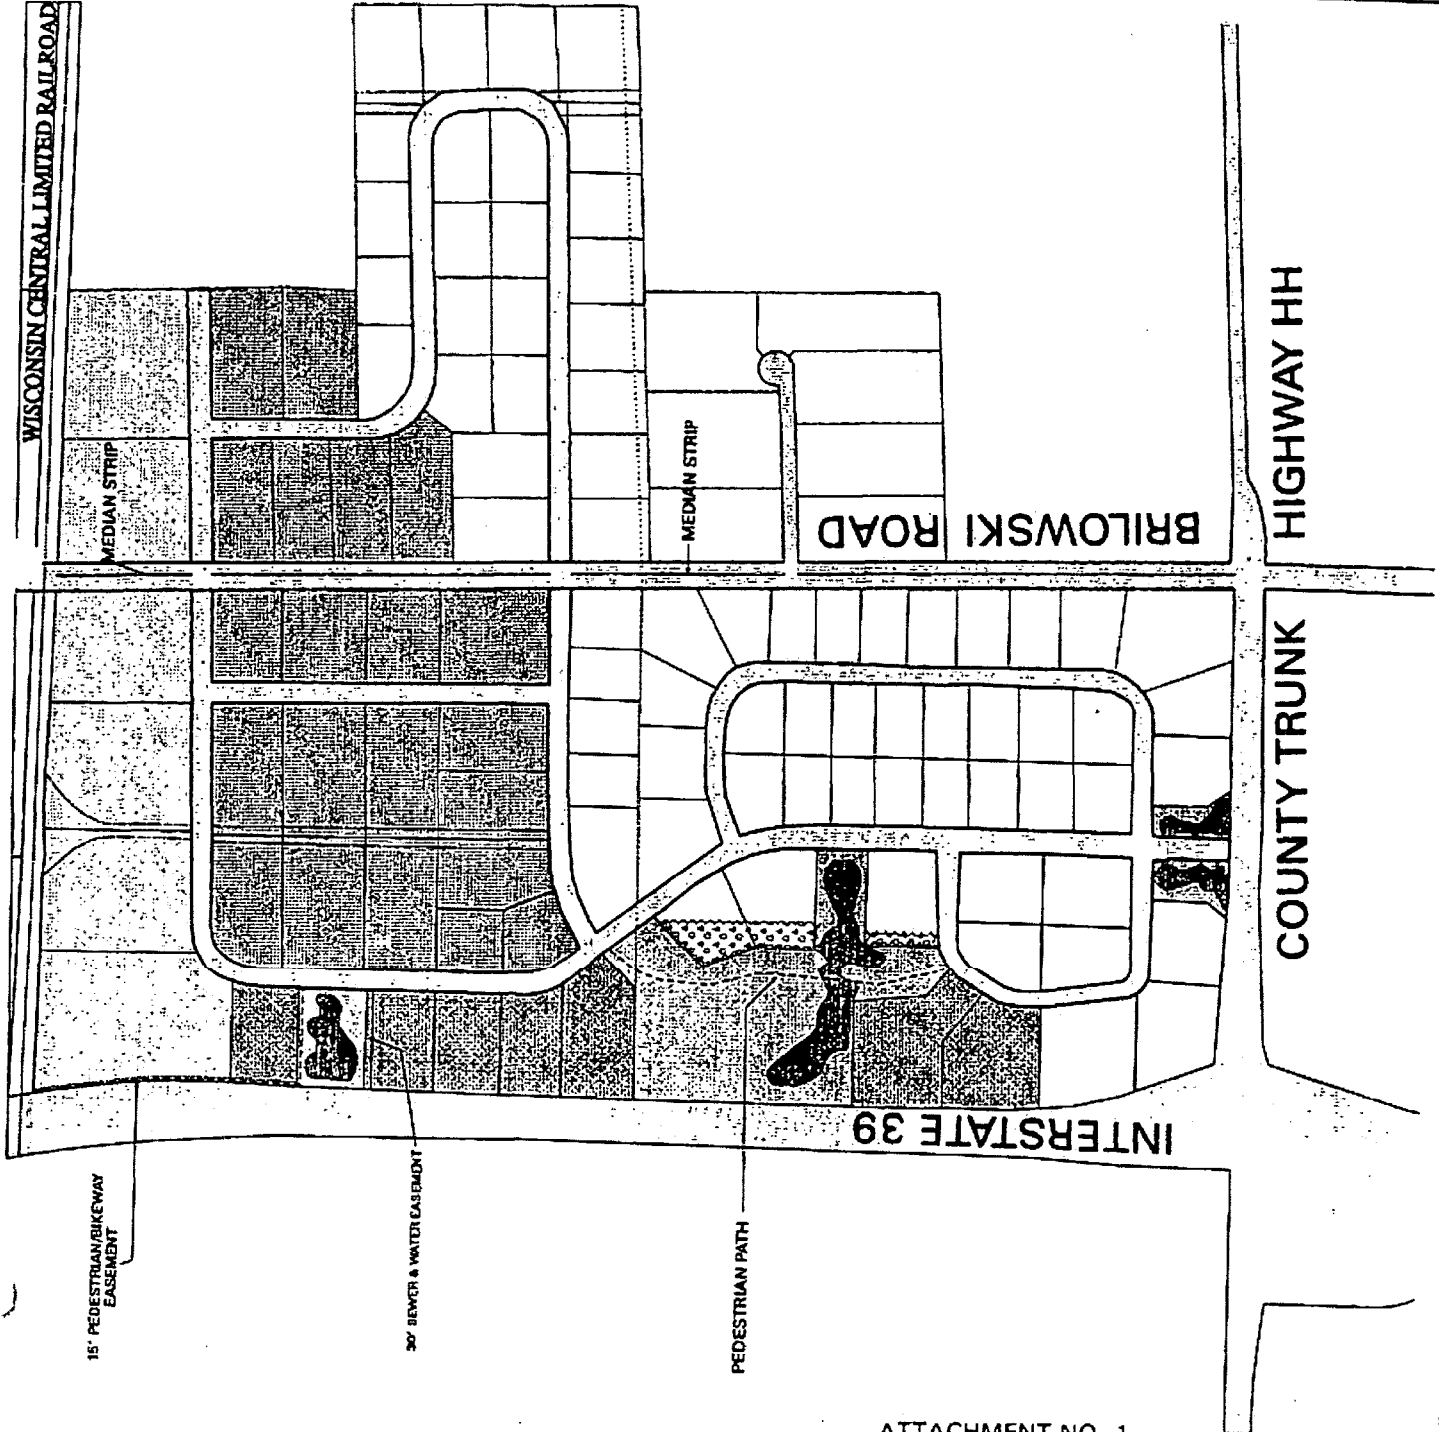 WISCONSIN CENTRAL LIMITED RAILROAD
MEDIAN STRIP
MEDIAN STRIP
BRILOWSKI ROAD
COUNTY TRUNK HIGHWAY HH
INTERSTATE 39
15' PEDESTRIAN/BIKEWAY
EASEMENT
30' SEWER & WATER EASEMENT
PEDESTRIAN PATH
ATTACHMENT NO. 1